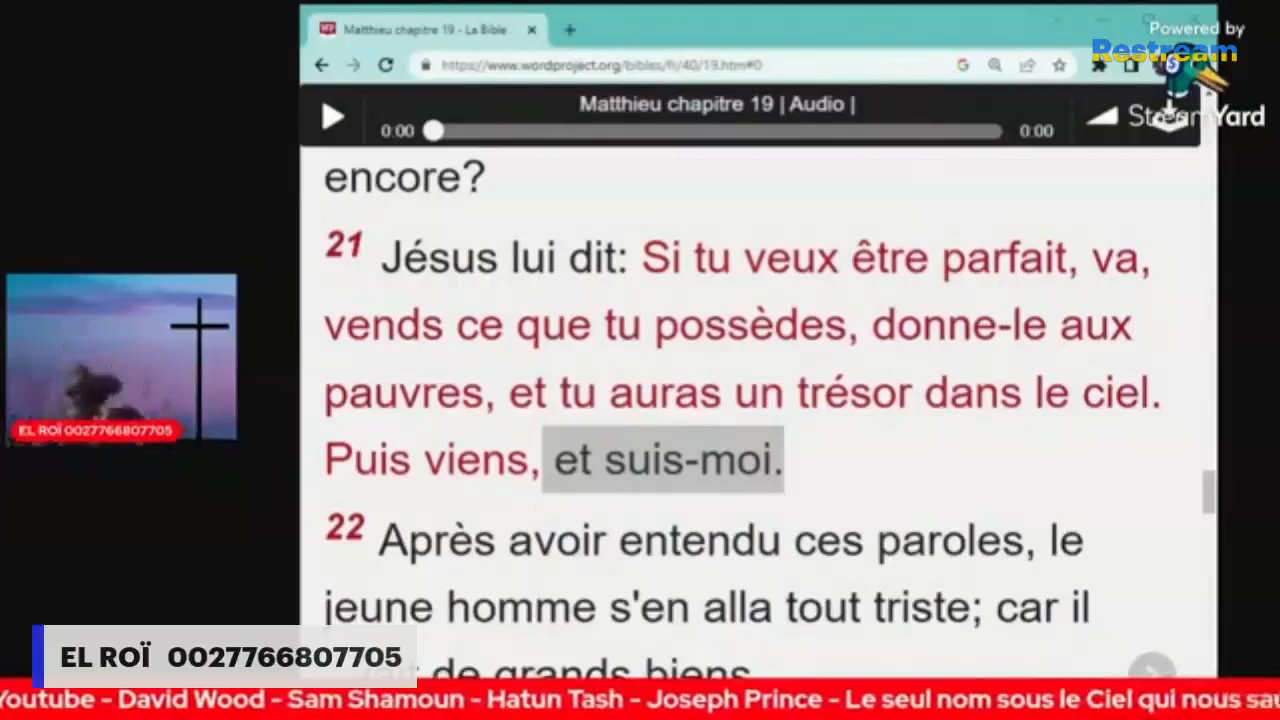 Matthieu chapitre 19 - La Bible
Powered by
Restream
https://www.wordproject.org/bibles/fr/40/19.htm#0
Matthieu chapitre 19 | Audio |
0:00
0:00
StreamYard
encore?
21 Jésus lui dit: Si tu veux être parfait, va,
vends ce que tu possèdes, donne-le aux
pauvres, et tu auras un trésor dans le ciel.
Puis viens, et suis-moi.
22 Après avoir entendu ces paroles, le
jeune homme s'en alla tout triste; car il
de grands biens.
EL ROÏ 0027766807705
EL ROÏ 0027766807705
Youtube - David Wood - Sam Shamoun - Hatun Tash - Joseph Prince - Le seul nom sous le Ciel qui nous